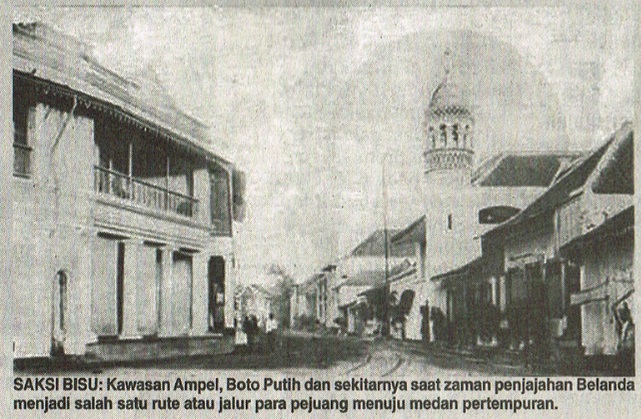 SAKSI BISU: Kawasan Ampel, Boto Putih dan sekitarnya saat zaman penjajahan Belanda
menjadi salah satu rute atau jalur para pejuang menuju medan pertempuran.